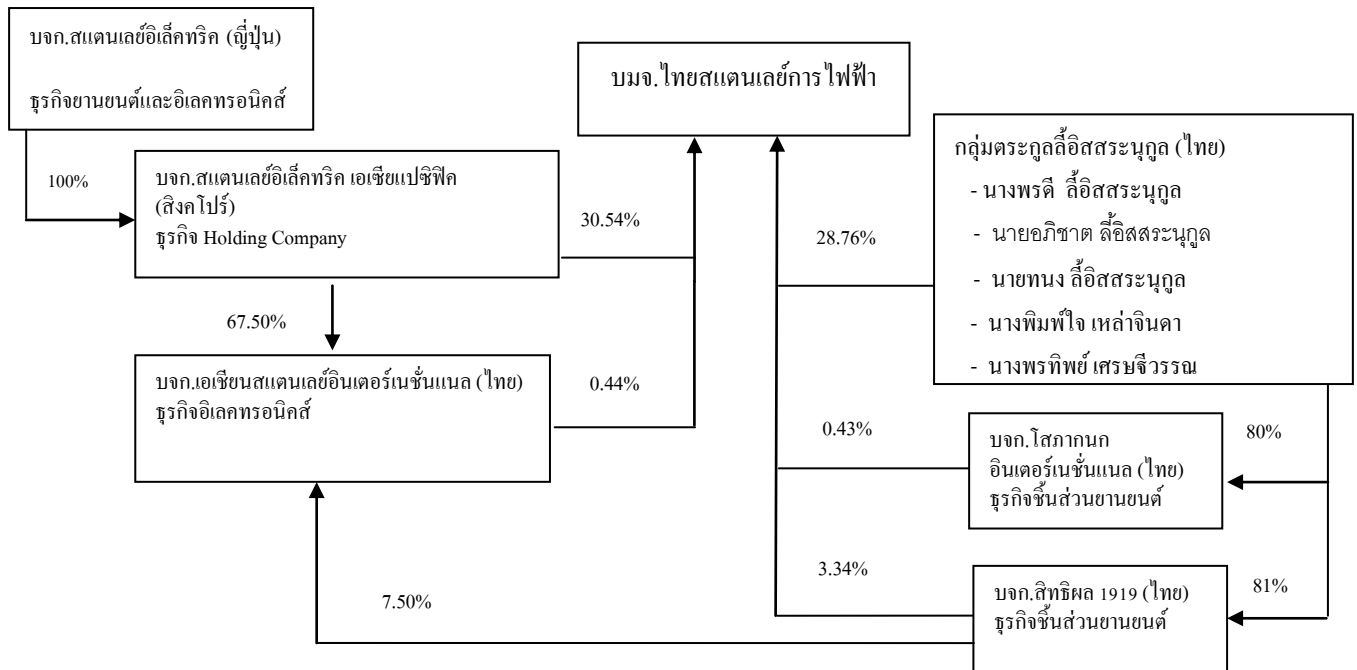 บจก.สแตนเลย์อิเล็คทริค (ญี่ปุ่น)
ธุรกิจยานยนต์และอิเลคทรอนิคส์
บมจ.ไทยสแตนเลย์การไฟฟ้า
100%
บจก.สแตนเลย์อิเล็คทริค เอเซียแปซิฟิค
(สิงคโปร์)
ธุรกิจ Holding Company
30.54%
28.76%
กลุ่มตระกูลลี้อิสสระนุกูล (ไทย)
- นางพรดี ลี้อิสสระนุกูล
- นายอภิชาต ลี้อิสสระนุกูล
- นายทนง ลี้อิสสระนุกูล
- นางพิมพ์ใจ เหล่าจินดา
- นางพรทิพย์ เศรษฐีวรรณ
67.50%
บจก.เอเชียนสแตนเลย์อินเตอร์เนชั่นแนล (ไทย)
ธุรกิจอิเลคทรอนิคส์
0.44%
0.43%
บจก.โสภากนก
อินเตอร์เนชั่นแนล (ไทย)
ธุรกิจชิ้นส่วนยานยนต์
80%
7.50%
3.34%
บจก.สิทธิผล 1919 (ไทย)
ธุรกิจชิ้นส่วนยานยนต์
81%